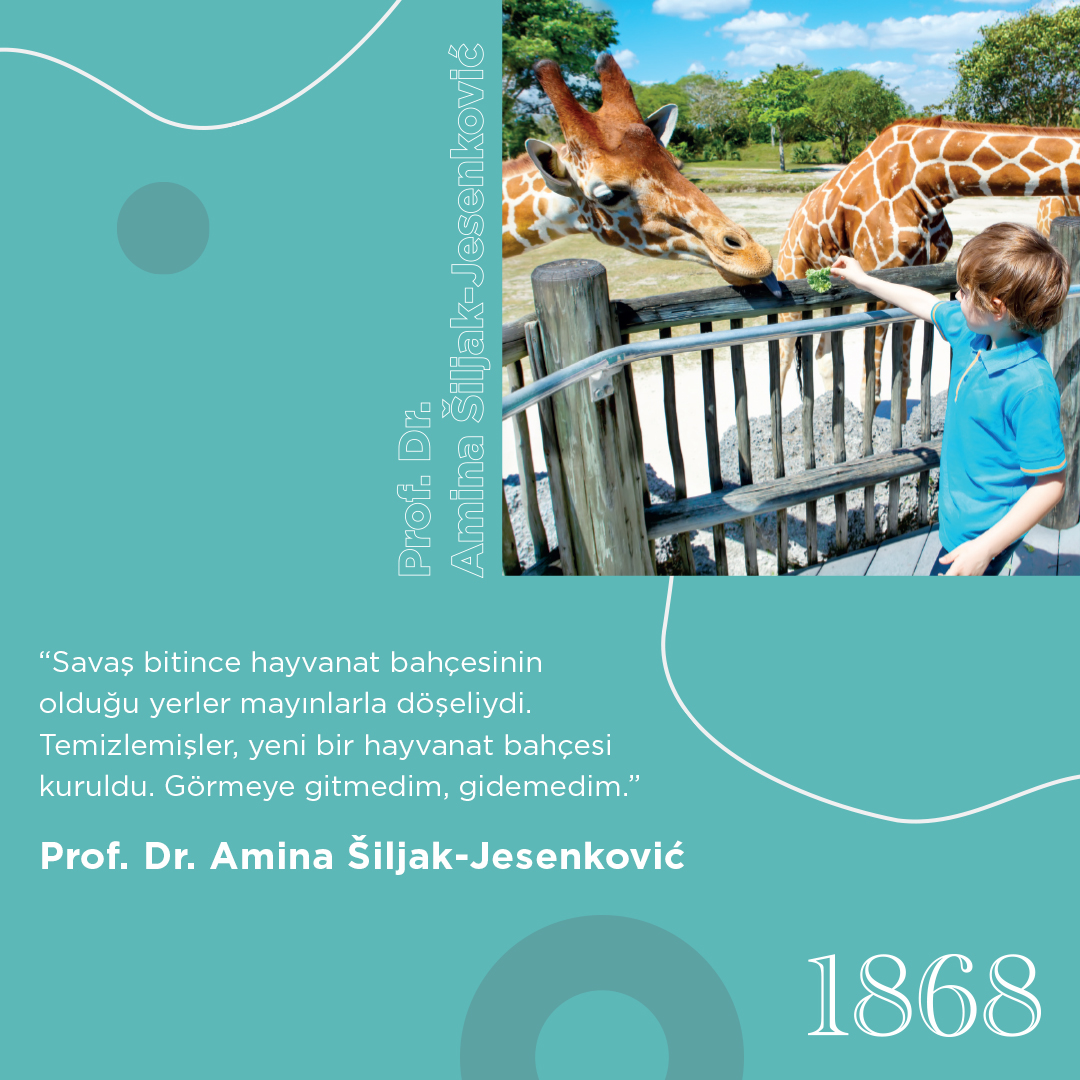 Prof. Dr.
Amina Šiljak-Jesenković
“Savaş bitince hayvanat bahçesinin
olduğu yerler mayınlarla döşeliydi.
Temizlemişler, yeni bir hayvanat bahçesi
kuruldu. Görmeye gitmedim, gidemedim.”
Prof. Dr. Amina Šiljak-Jesenković
1868